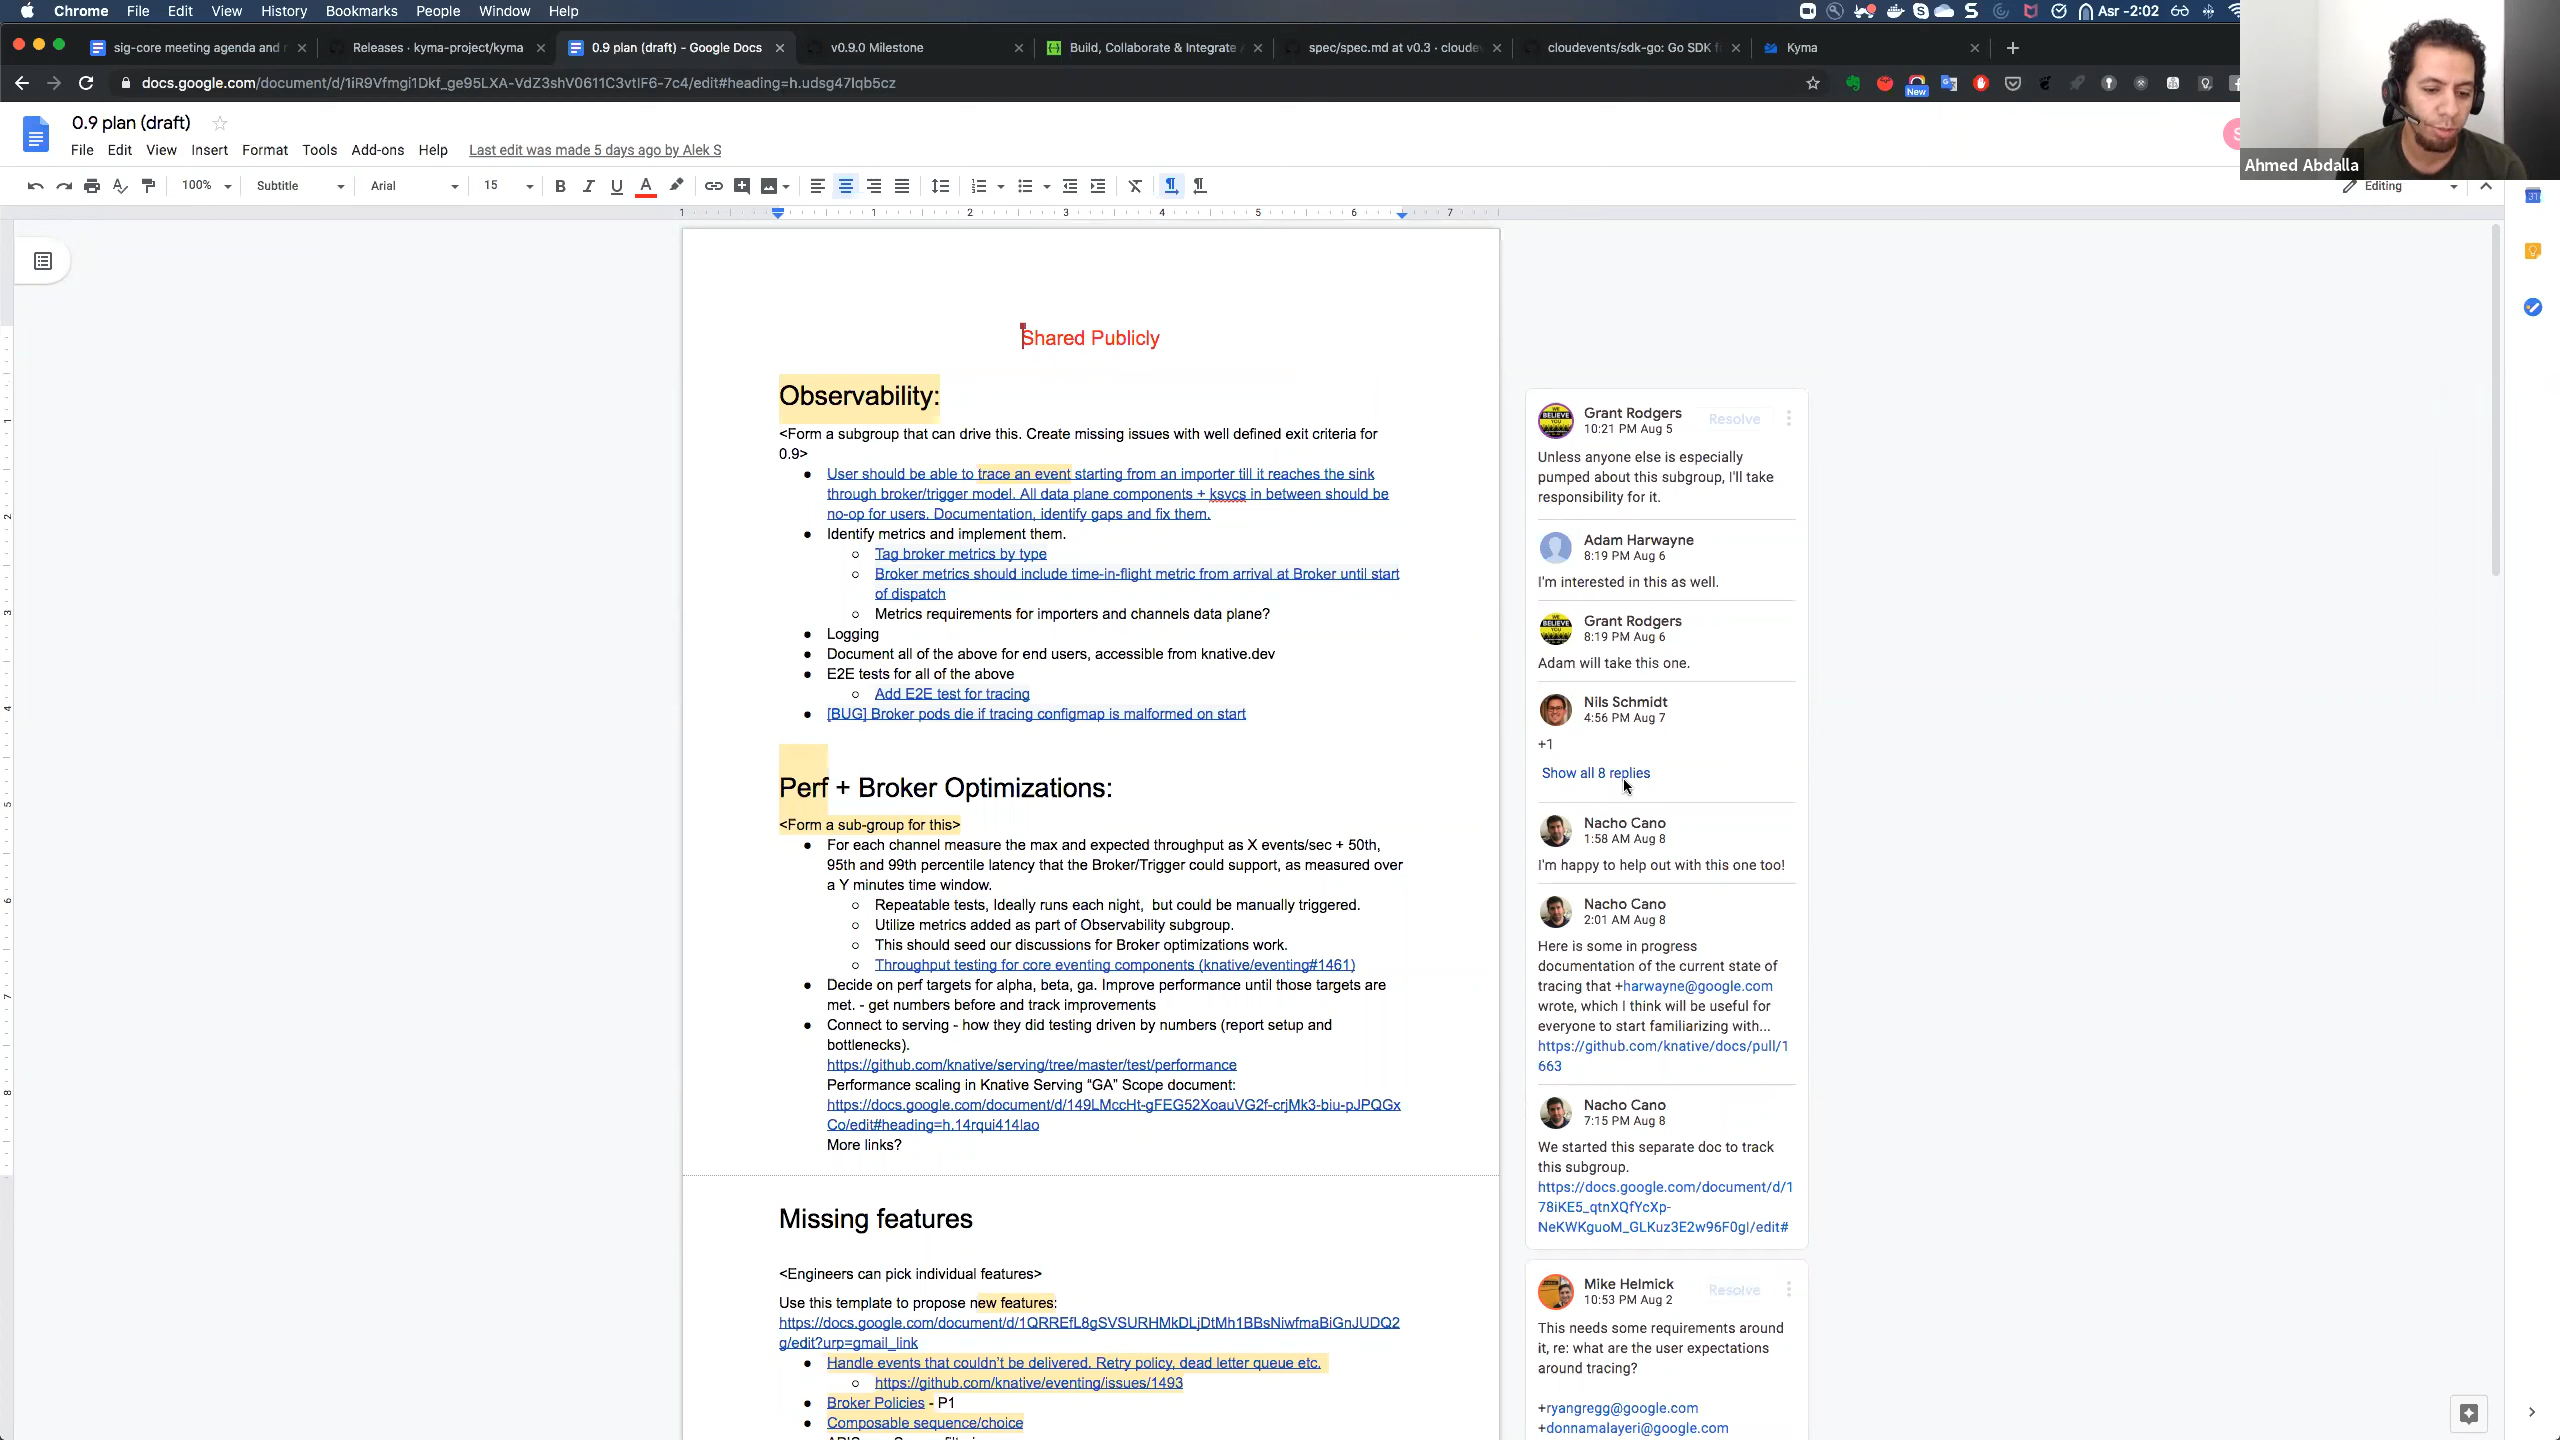 Chrome File Edit View History Bookmarks People Window Help
Asr -2:02
sig-core meeting agenda and
Releases · kyma-project/kyma
0.9 plan (draft) - Google Docs
v0.9.0 Milestone
Build, Collaborate & Integrate
spec/spec.md at v0.3 · cloude
cloudevents/sdk-go: Go SDK f
Kyma
docs.google.com/document/d/1iR9Vfmgi1Dkf_ge95LXA-VdZ3shV0611C3vtIF6-7c4/edit#heading=h.udsg47lqb5cz
New
0.9 plan (draft)
File Edit View Insert Format Tools Add-ons Help
Last edit was made 5 days ago by Alek S
Ahmed Abdalla
100% Subtitle Arial 15 B I U A
Editing
1 1 2 3 4 5 6 7
Shared Publicly
Observability:
<Form a subgroup that can drive this. Create missing issues with well defined exit criteria for
0.9>
● User should be able to trace an event starting from an importer till it reaches the sink
through broker/trigger model. All data plane components + ksvcs in between should be
no-op for users. Documentation, identify gaps and fix them.
● Identify metrics and implement them.
○ Tag broker metrics by type
○ Broker metrics should include time-in-flight metric from arrival at Broker until start
of dispatch
○ Metrics requirements for importers and channels data plane?
● Logging
● Document all of the above for end users, accessible from knative.dev
● E2E tests for all of the above
○ Add E2E test for tracing
● [BUG] Broker pods die if tracing configmap is malformed on start
Perf + Broker Optimizations:
<Form a sub-group for this>
● For each channel measure the max and expected throughput as X events/sec + 50th,
95th and 99th percentile latency that the Broker/Trigger could support, as measured over
a Y minutes time window.
○ Repeatable tests, Ideally runs each night, but could be manually triggered.
○ Utilize metrics added as part of Observability subgroup.
○ This should seed our discussions for Broker optimizations work.
○ Throughput testing for core eventing components (knative/eventing#1461)
● Decide on perf targets for alpha, beta, ga. Improve performance until those targets are
met. - get numbers before and track improvements
● Connect to serving - how they did testing driven by numbers (report setup and
bottlenecks).
https://github.com/knative/serving/tree/master/test/performance
Performance scaling in Knative Serving “GA” Scope document:
https://docs.google.com/document/d/149LMccHt-gFEG52XoauVG2f-crjMk3-biu-pJPQGx
Co/edit#heading=h.14rqui414lao
More links?
Missing features
<Engineers can pick individual features>
Use this template to propose new features:
https://docs.google.com/document/d/1QRREfL8gSVSURHMkDLjDtMh1BBsNiwfmaBiGnJUDQ2
g/edit?urp=gmail_link
● Handle events that couldn’t be delivered. Retry policy, dead letter queue etc.
○ https://github.com/knative/eventing/issues/1493
● Broker Policies - P1
● Composable sequence/choice
Grant Rodgers
10:21 PM Aug 5
Resolve
Unless anyone else is especially
pumped about this subgroup, I'll take
responsibility for it.
Adam Harwayne
8:19 PM Aug 6
I'm interested in this as well.
Grant Rodgers
8:19 PM Aug 6
Adam will take this one.
Nils Schmidt
4:56 PM Aug 7
+1
Show all 8 replies
Nacho Cano
1:58 AM Aug 8
I'm happy to help out with this one too!
Nacho Cano
2:01 AM Aug 8
Here is some in progress
documentation of the current state of
tracing that +harwayne@google.com
wrote, which I think will be useful for
everyone to start familiarizing with...
https://github.com/knative/docs/pull/1
663
Nacho Cano
7:15 PM Aug 8
We started this separate doc to track
this subgroup.
https://docs.google.com/document/d/1
78iKE5_qtnXQfYcXp-
NeKWKguoM_GLKuz3E2w96F0gI/edit#
Mike Helmick
10:53 PM Aug 2
Resolve
This needs some requirements around
it, re: what are the user expectations
around tracing?
+ryangregg@google.com
+donnamalayeri@google.com